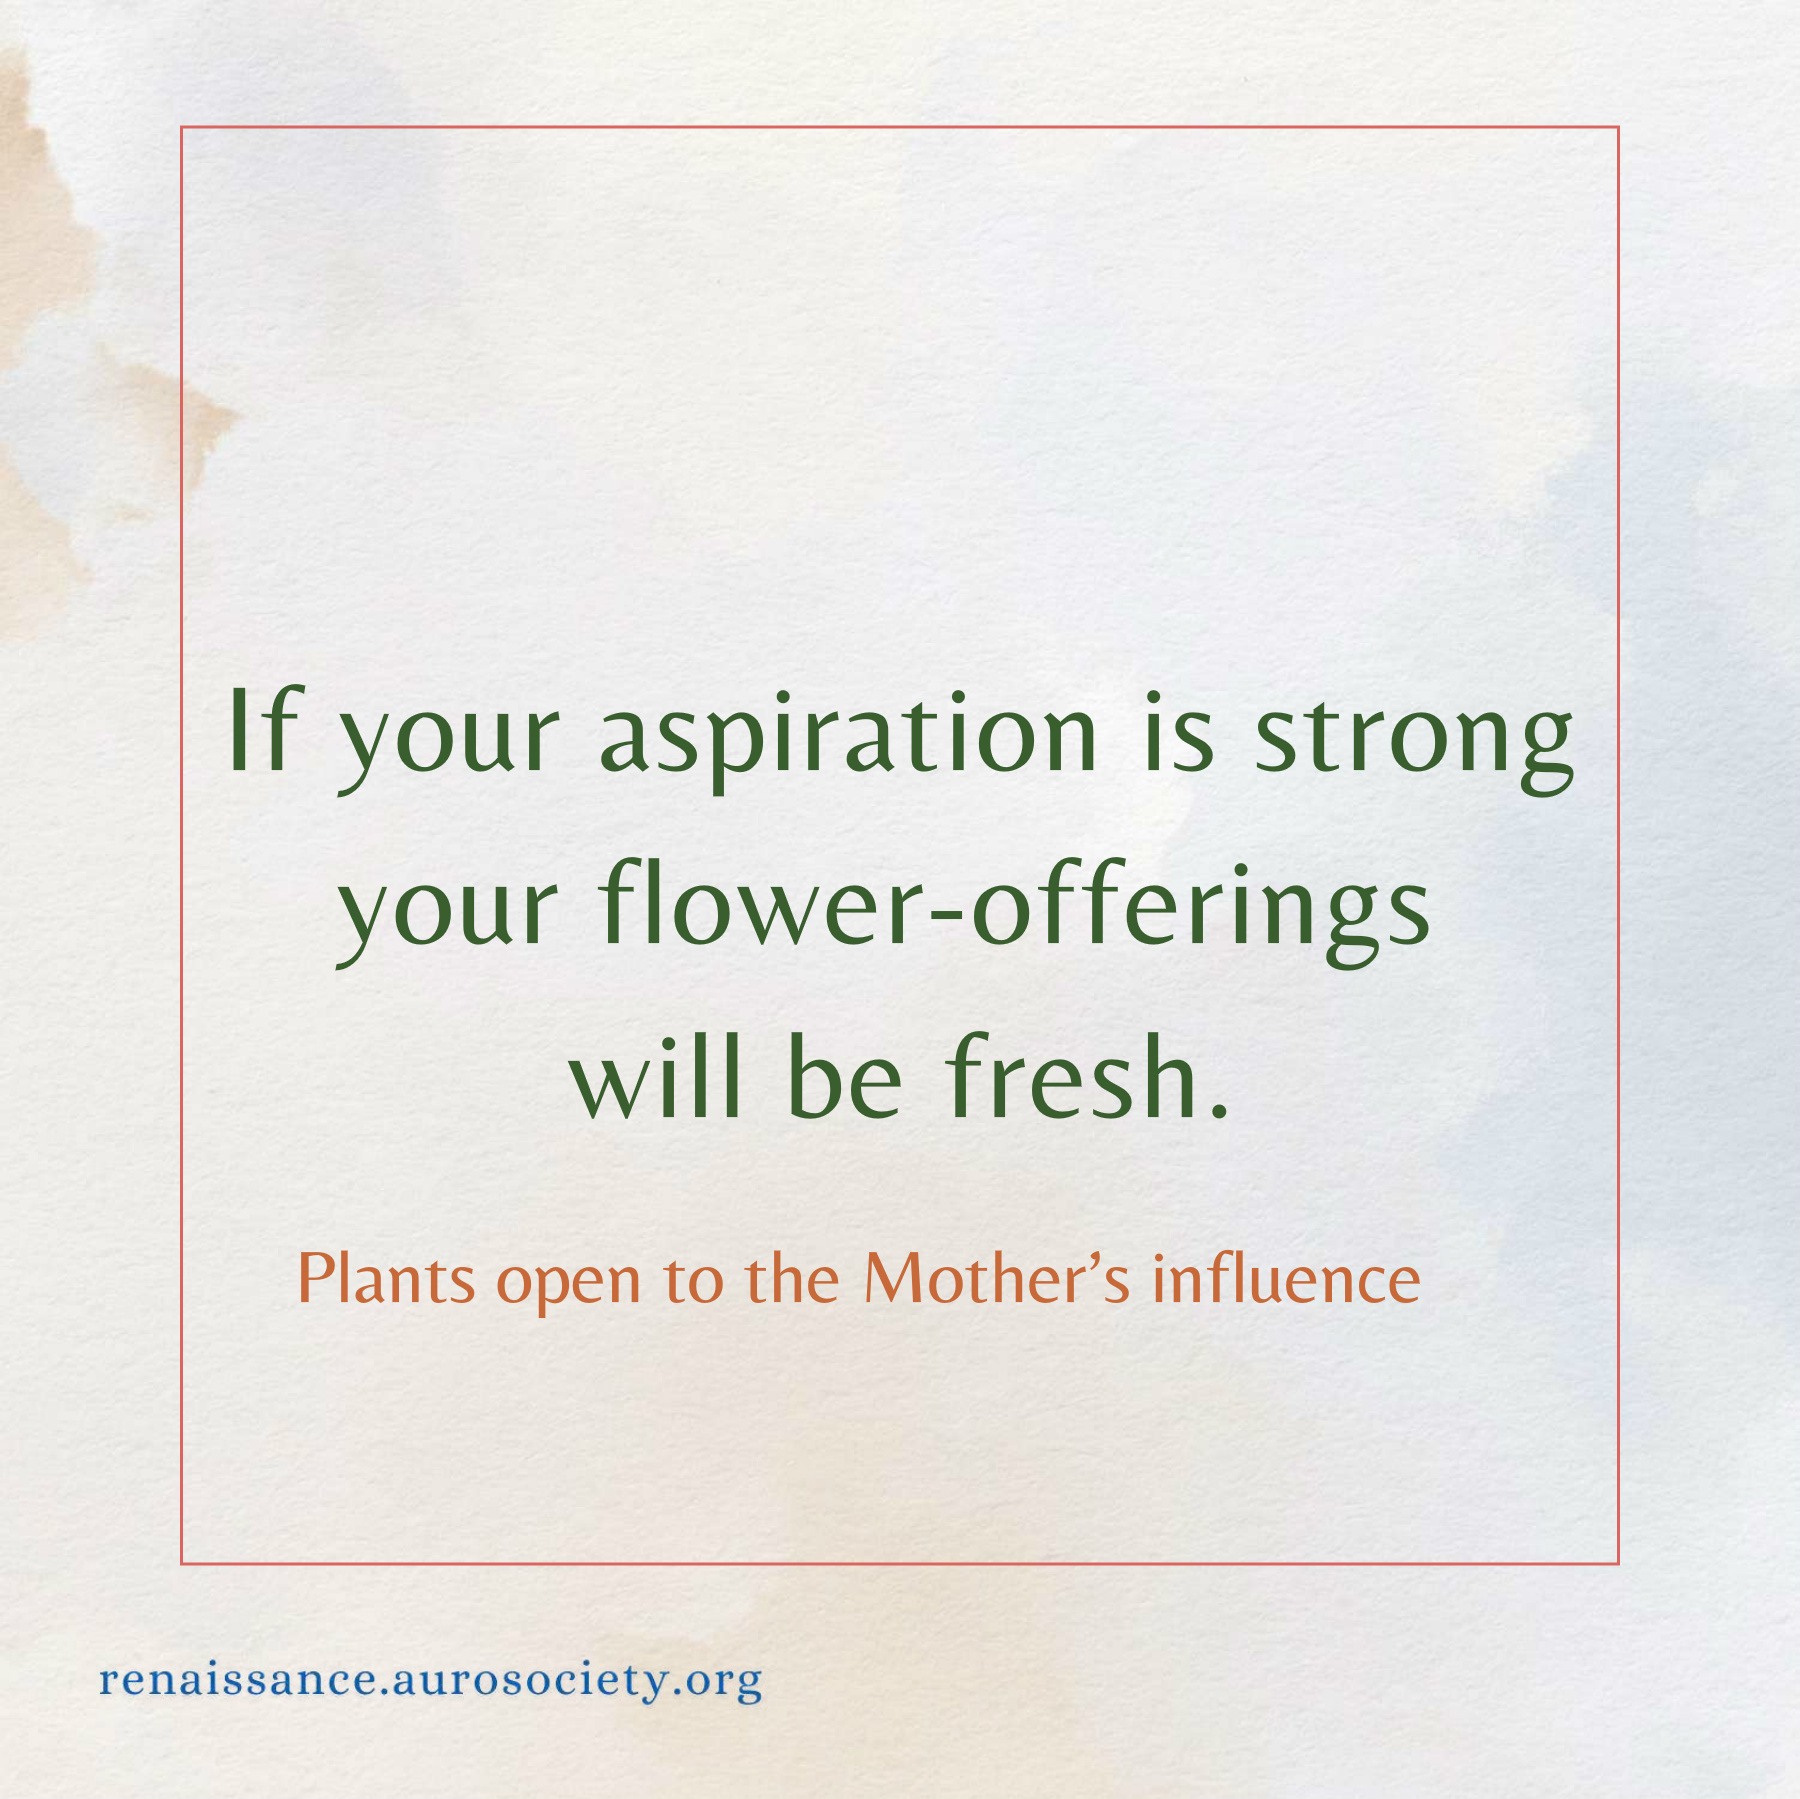 If your aspiration is strong
your flower-offerings
will be fresh.
Plants open to the Mother’s influence
renaissance.aurosociety.org